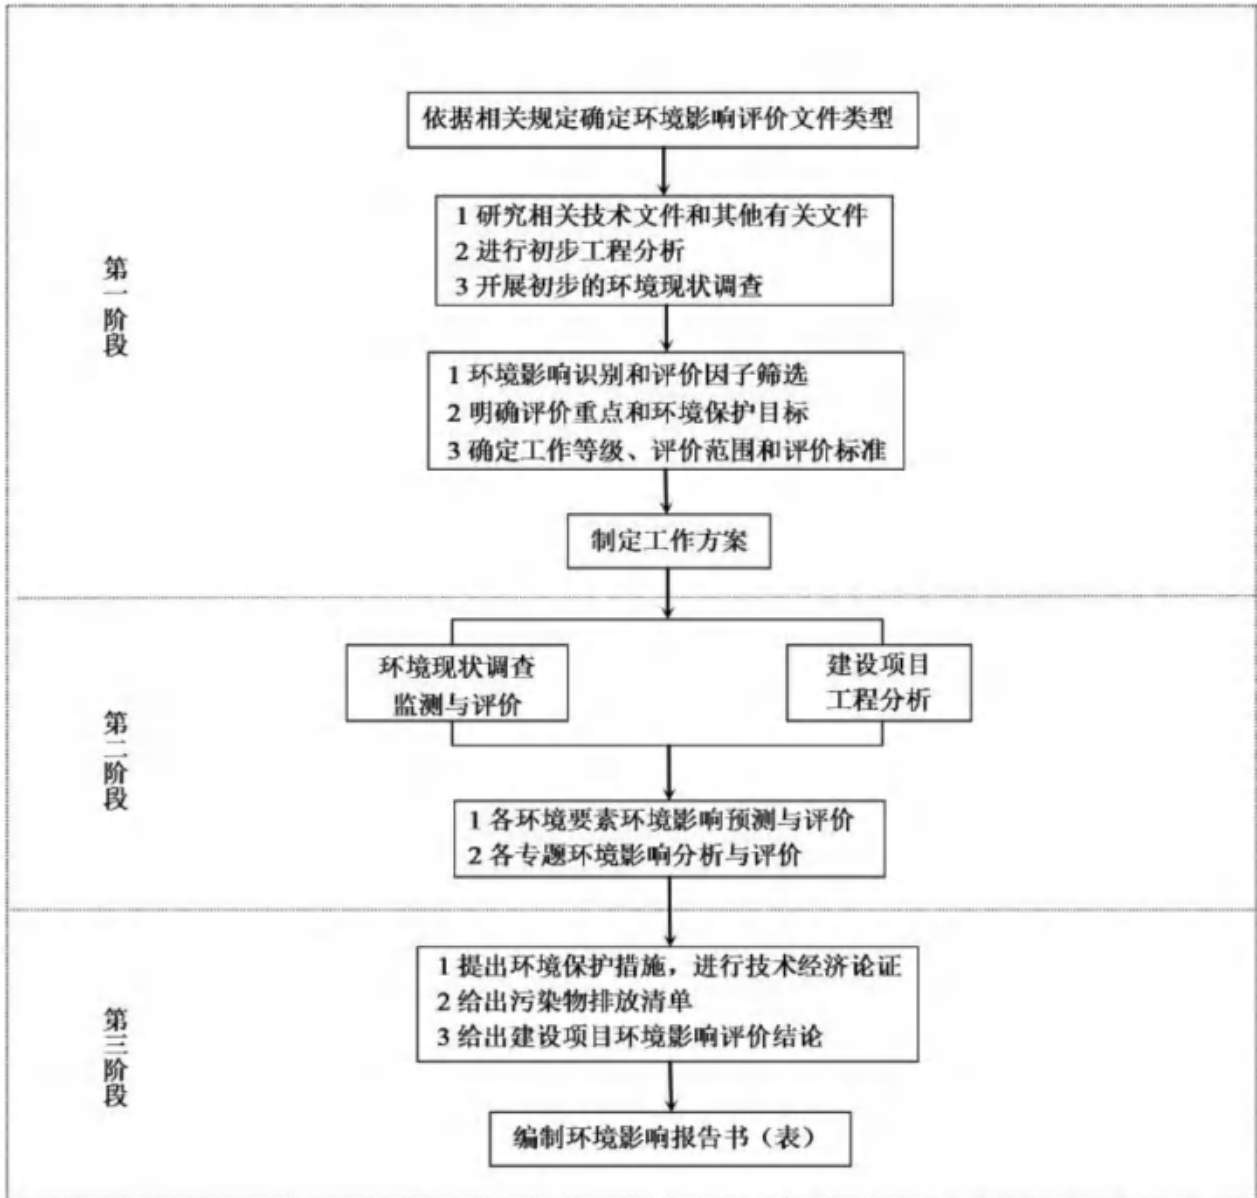 依据相关规定确定环境影响评价文件类型
1 研究相关技术文件和其他有关文件
2 进行初步工程分析
3 开展初步的环境现状调查
第一阶段
1 环境影响识别和评价因子筛选
2 明确评价重点和环境保护目标
3 确定工作等级、评价范围和评价标准
制定工作方案
环境现状调查
监测与评价
建设项目
工程分析
第二阶段
1 各环境要素环境影响预测与评价
2 各专题环境影响分析与评价
1 提出环境保护措施，进行技术经济论证
2 给出污染物排放清单
3 给出建设项目环境影响评价结论
第三阶段
编制环境影响报告书（表）